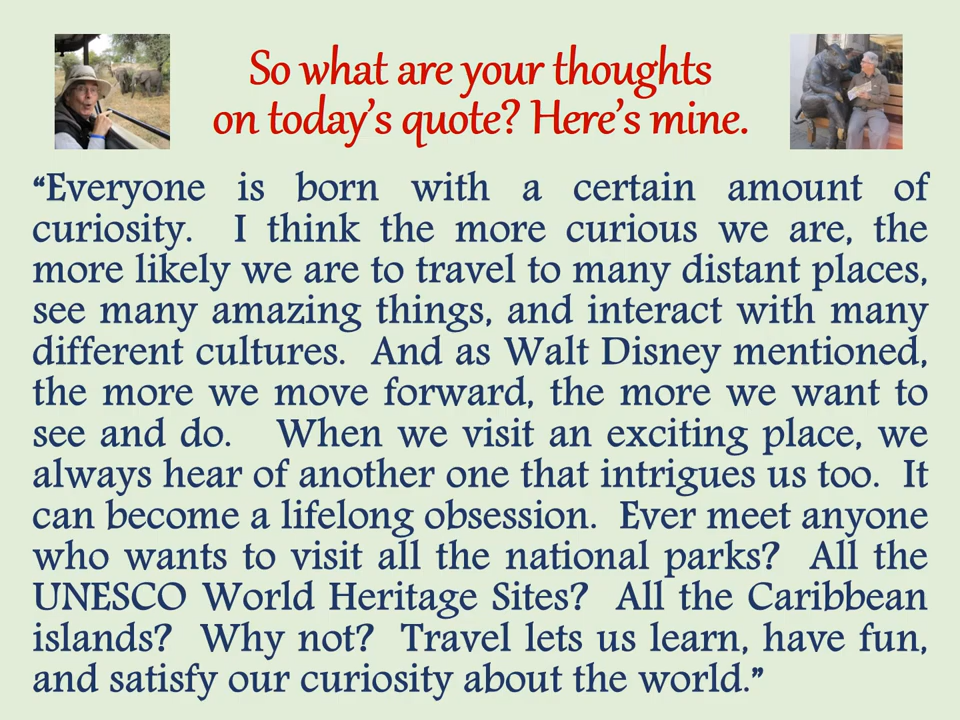 So what are your thoughts
on today's quote? Here's mine.
“Everyone is born with a certain amount of
curiosity. I think the more curious we are, the
more likely we are to travel to many distant places,
see many amazing things, and interact with many
different cultures. And as Walt Disney mentioned,
the more we move forward, the more we want to
see and do. When we visit an exciting place, we
always hear of another one that intrigues us too. It
can become a lifelong obsession. Ever meet anyone
who wants to visit all the national parks? All the
UNESCO World Heritage Sites? All the Caribbean
islands? Why not? Travel lets us learn, have fun,
and satisfy our curiosity about the world.”